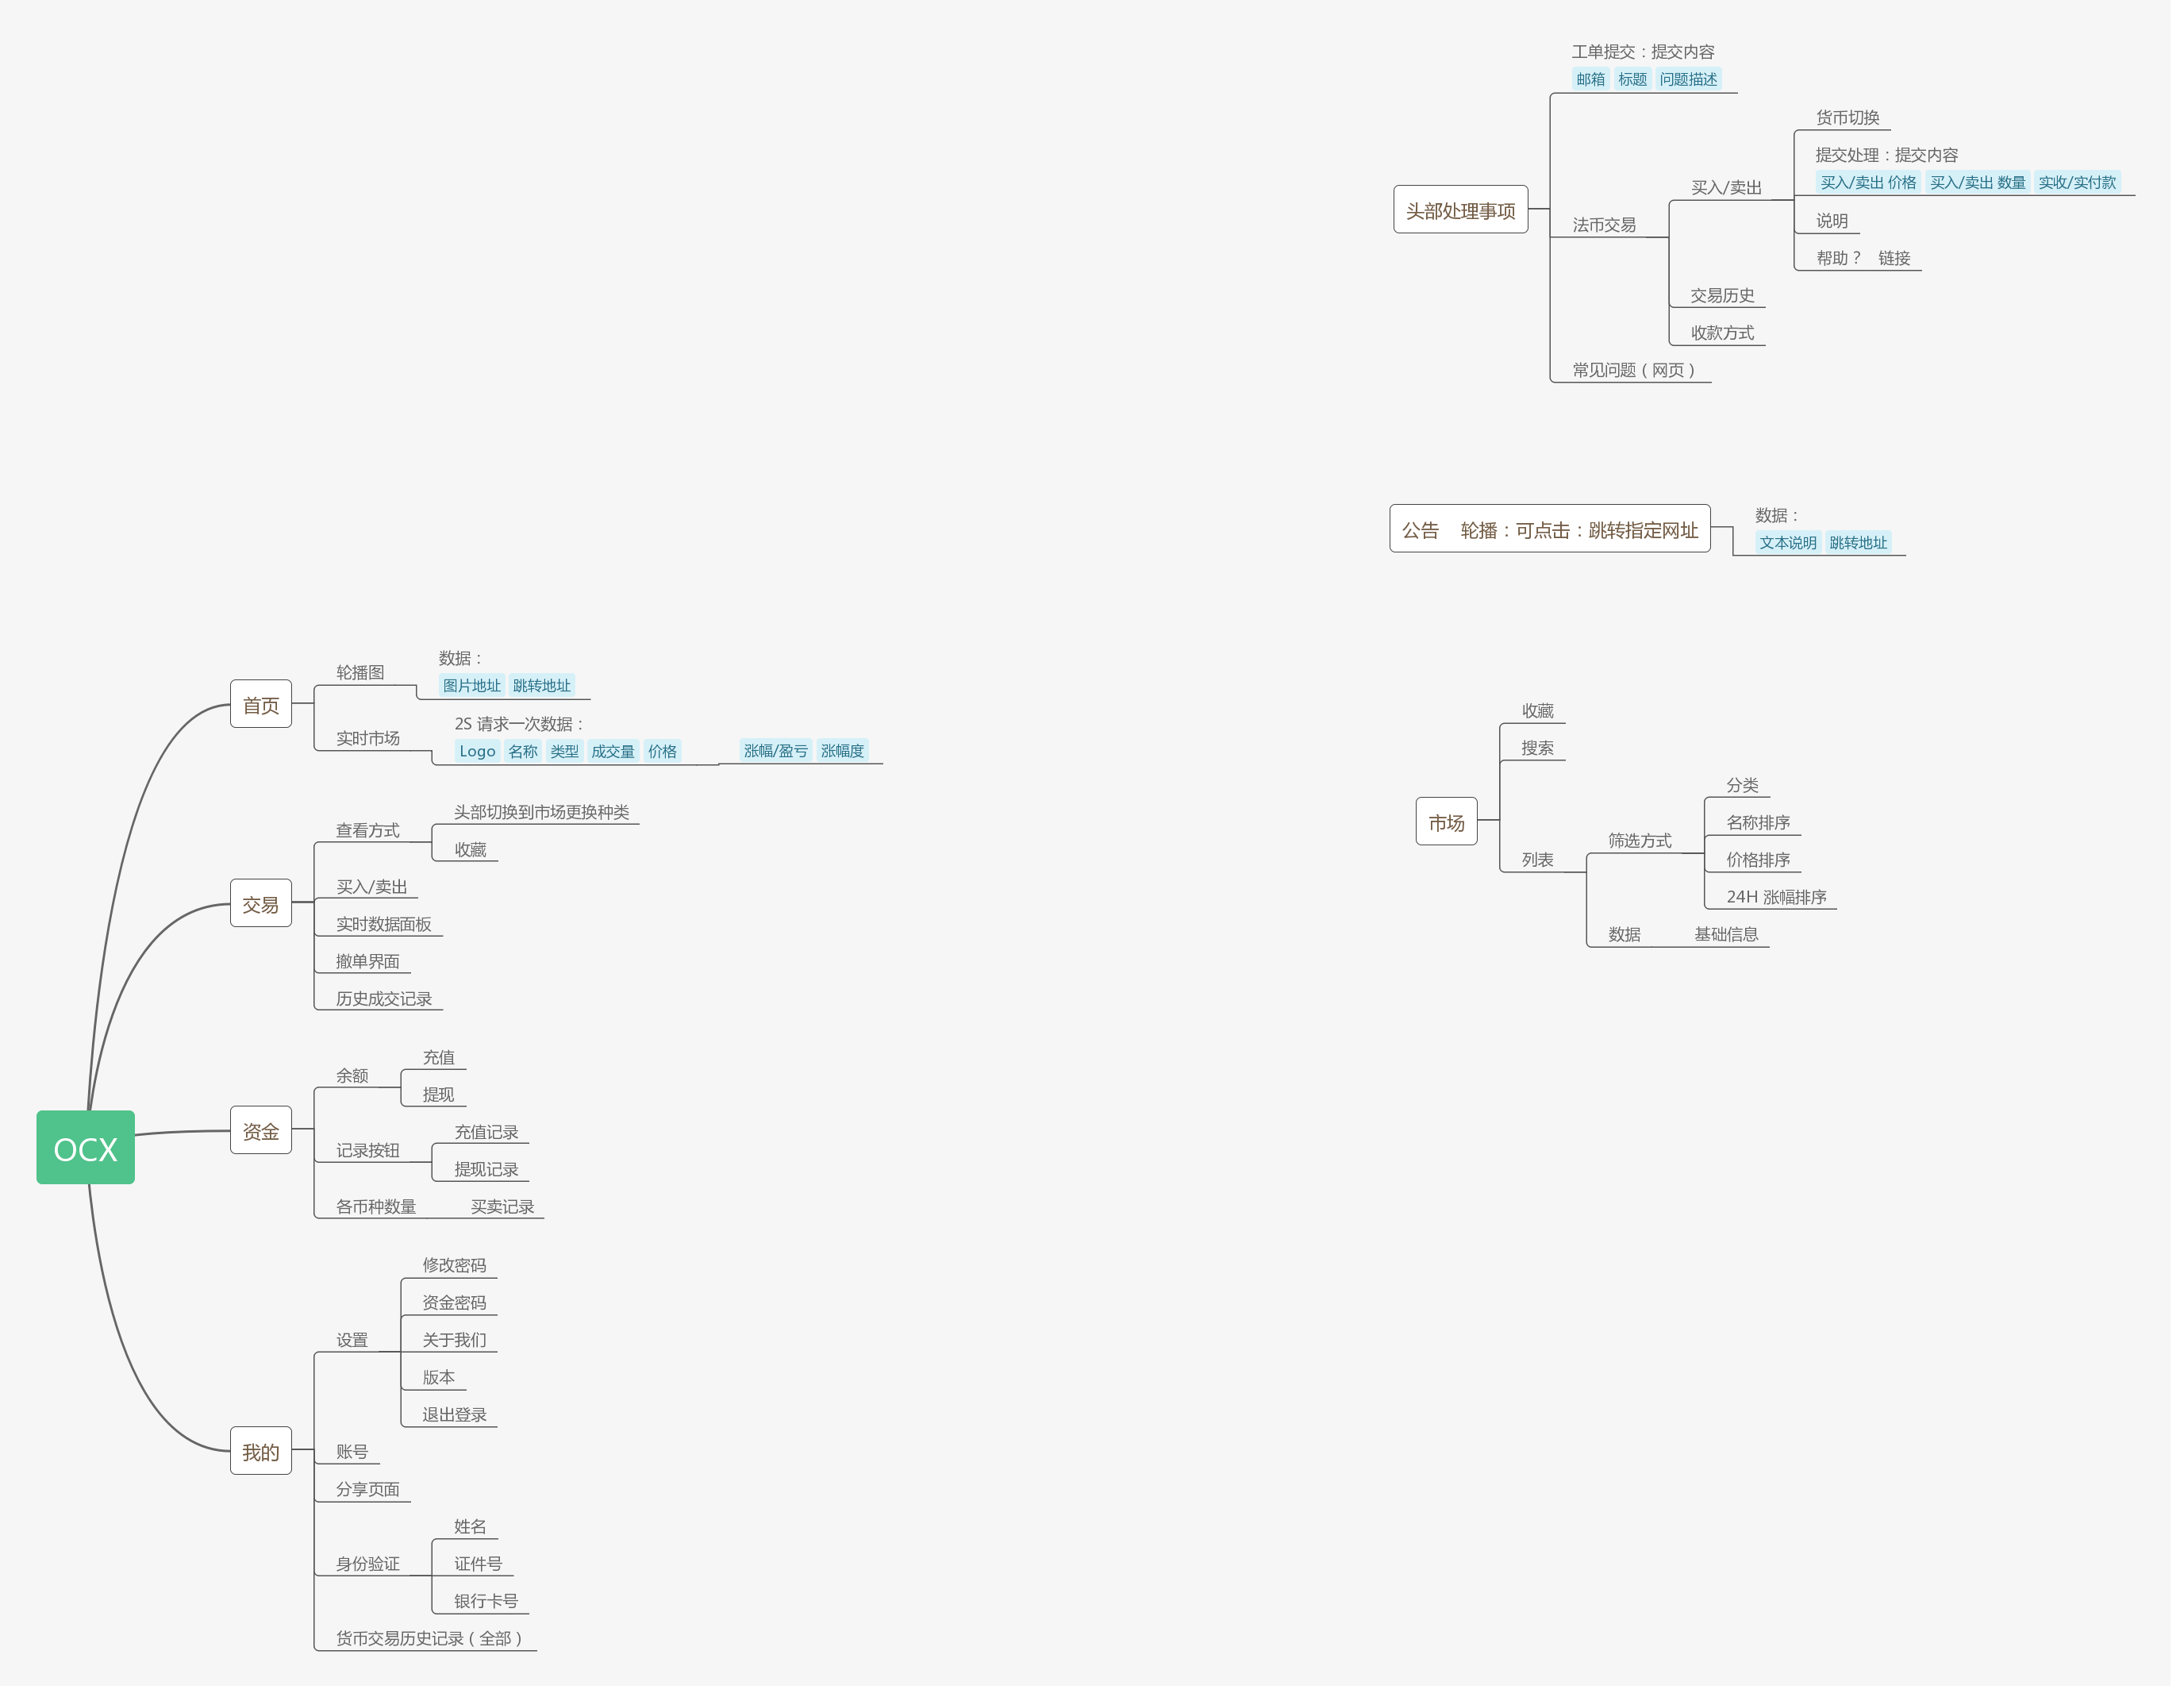 OCX
首页
轮播图
数据：
图片地址 跳转地址
实时市场
2S 请求一次数据：
Logo 名称 类型 成交量 价格
涨幅/盈亏 涨幅度
交易
查看方式
头部切换到市场更换种类
收藏
买入/卖出
实时数据面板
撤单界面
历史成交记录
资金
余额
充值
提现
记录按钮
充值记录
提现记录
各币种数量
买卖记录
我的
设置
修改密码
资金密码
关于我们
版本
退出登录
账号
分享页面
身份验证
姓名
证件号
银行卡号
货币交易历史记录（全部）
头部处理事项
工单提交：提交内容
邮箱 标题 问题描述
法币交易
买入/卖出
货币切换
提交处理：提交内容
买入/卖出 价格 买入/卖出 数量 实收/实付款
说明
帮助？ 链接
交易历史
收款方式
常见问题（网页）
公告 轮播：可点击：跳转指定网址
数据：
文本说明 跳转地址
市场
收藏
搜索
列表
筛选方式
分类
名称排序
价格排序
24H 涨幅排序
数据
基础信息